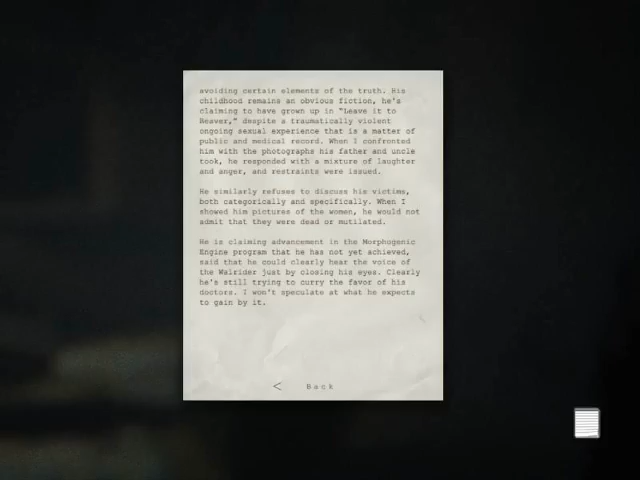 avoiding certain elements of the truth. His
childhood remains an obvious fiction, he's
claiming to have grown up in "Leave it to
Beaver," despite a traumatically violent
ongoing sexual experience that is a matter of
public and medical record. When I confronted
him with the photographs his father and uncle
took, he responded with a mixture of laughter
and anger, and restraints were issued.
He similarly refuses to discuss his victims,
both categorically and specifically. When I
showed him pictures of the women, he would not
admit that they were dead or mutilated.
He is claiming advancement in the Morphogenic
Engine program that he has not yet achieved,
said that he could clearly hear the voice of
the Walrider just by closing his eyes. Clearly
he's still trying to curry the favor of his
doctors. I won't speculate at what he expects
to gain by it.
< Back